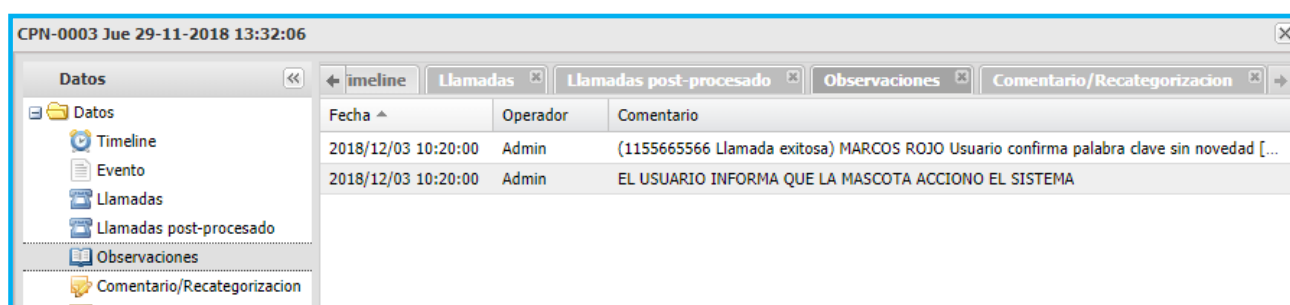 CPN-0003 Jue 29-11-2018 13:32:06
Datos
Timeline Llamadas Llamadas post-procesado Observaciones Comentario/Recategorizacion
Datos
Timeline
Evento
Llamadas
Llamadas post-procesado
Observaciones
Comentario/Recategorizacion
Fecha Operador Comentario
2018/12/03 10:20:00 Admin (1155665566 Llamada exitosa) MARCOS ROJO Usuario confirma palabra clave sin novedad [...
2018/12/03 10:20:00 Admin EL USUARIO INFORMA QUE LA MASCOTA ACCIONO EL SISTEMA